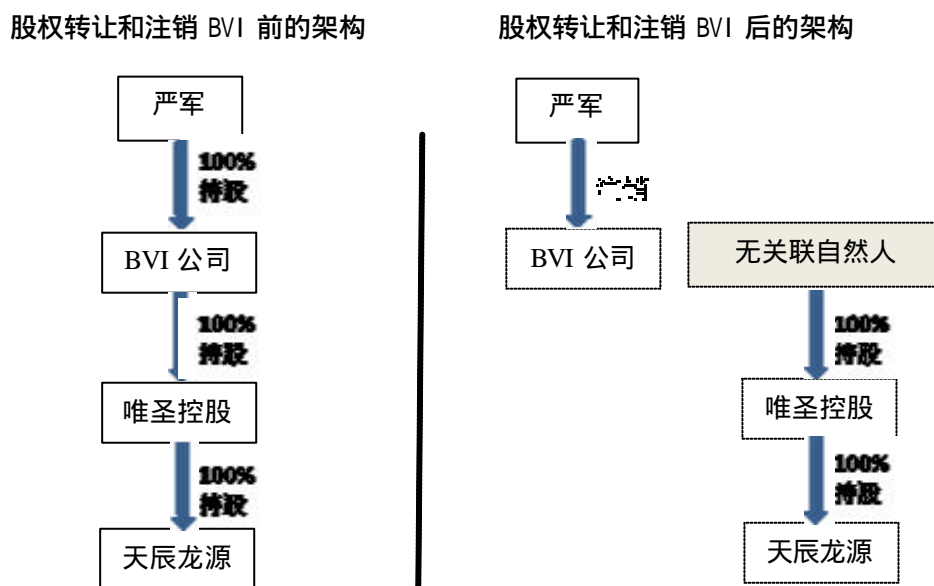 股权转让和注销 BVI 前的架构
严军
100%
持股
BVI 公司
100%
持股
唯圣控股
100%
持股
天辰龙源
股权转让和注销 BVI 后的架构
严军
注销
BVI 公司
无关联自然人
100%
持股
唯圣控股
100%
持股
天辰龙源